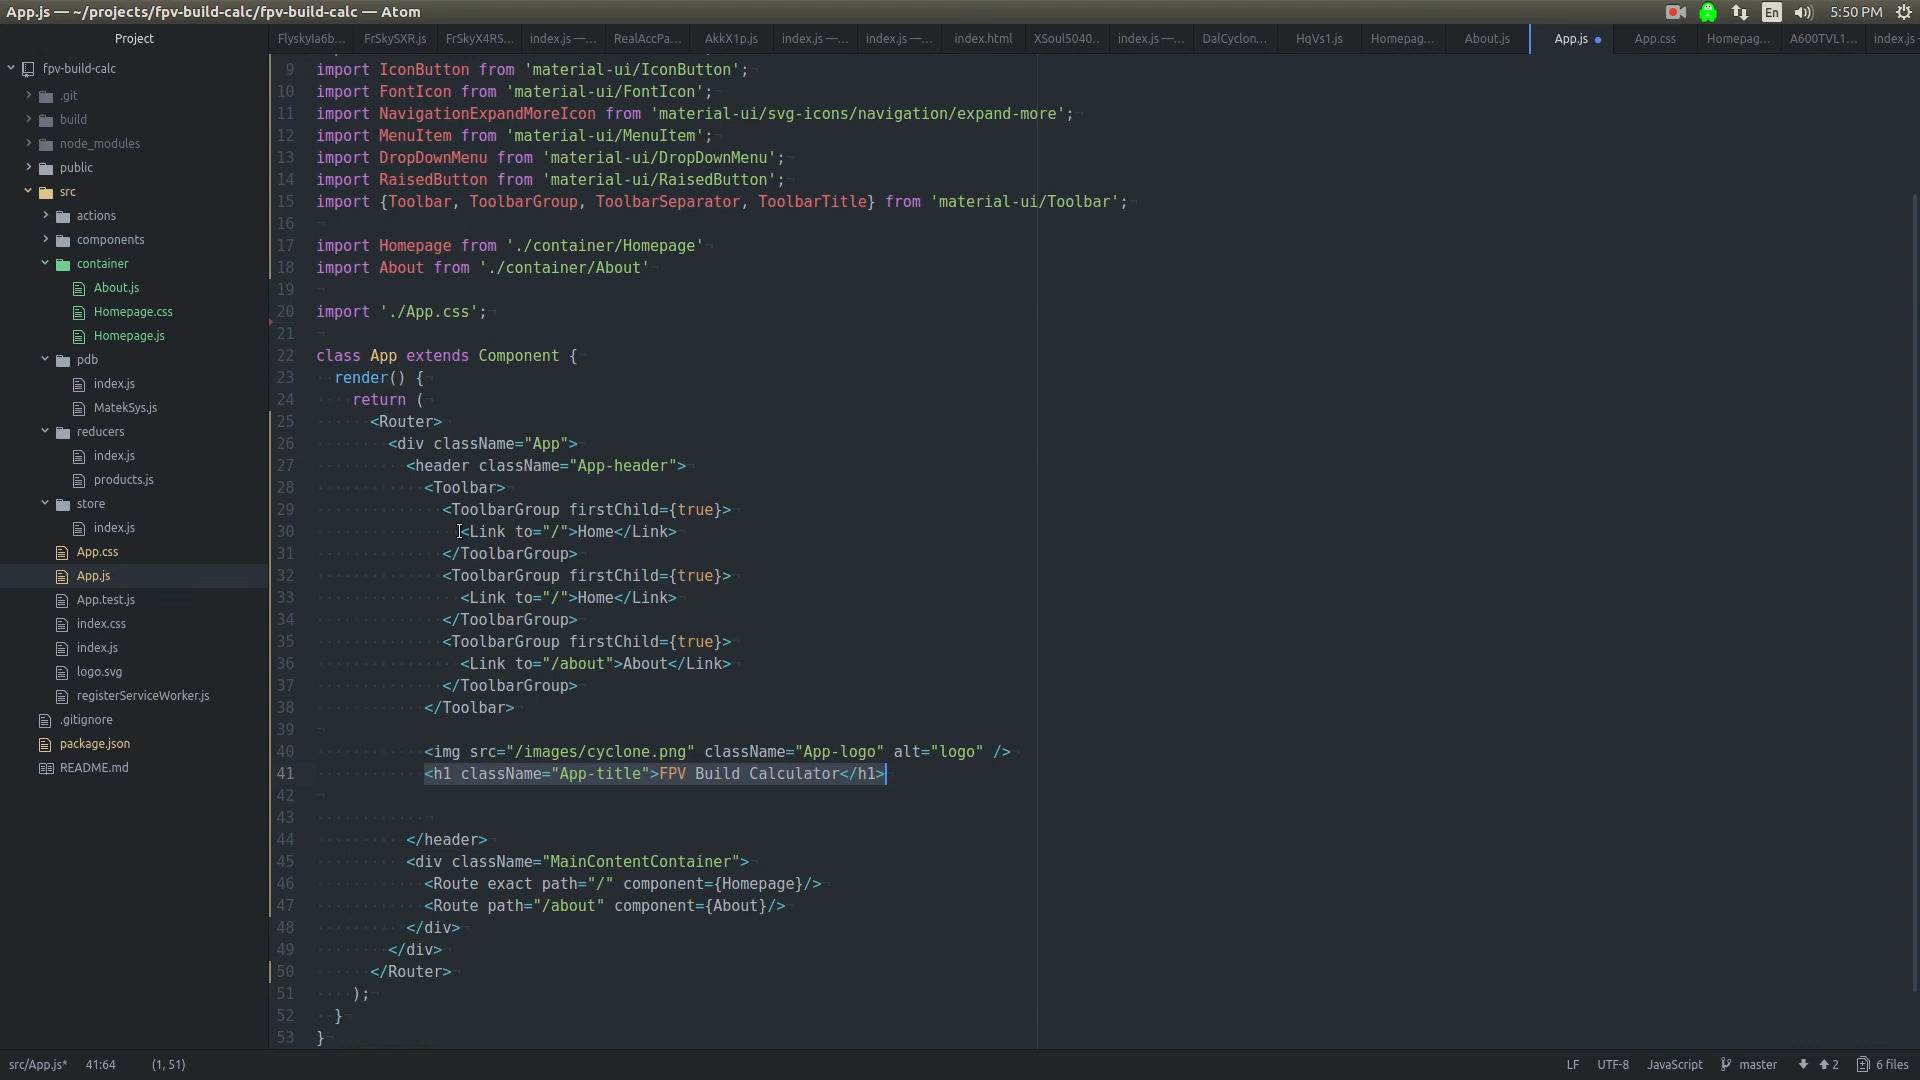 App.js — ~/projects/fpv-build-calc/fpv-build-calc — Atom
En
5:50 PM
Project
FlyskyIa6b…
FrSkySXR.js
FrSkyX4RS…
index.js —…
RealAccPa…
AkkX1p.js
index.js —…
index.js —…
index.html
XSoul5040..
index.js —…
DalCyclon…
HqVs1.js
Homepag…
About.js
App.js
App.css
Homepag…
A600TVL1…
index.js
fpv-build-calc
.git
build
node_modules
public
src
actions
components
container
About.js
Homepage.css
Homepage.js
pdb
index.js
MatekSys.js
reducers
index.js
products.js
store
index.js
App.css
App.js
App.test.js
index.css
index.js
logo.svg
registerServiceWorker.js
.gitignore
package.json
README.md
9 import IconButton from 'material-ui/IconButton';
10 import FontIcon from 'material-ui/FontIcon';
11 import NavigationExpandMoreIcon from 'material-ui/svg-icons/navigation/expand-more';
12 import MenuItem from 'material-ui/MenuItem';
13 import DropDownMenu from 'material-ui/DropDownMenu';
14 import RaisedButton from 'material-ui/RaisedButton';
15 import {Toolbar, ToolbarGroup, ToolbarSeparator, ToolbarTitle} from 'material-ui/Toolbar';
16
17 import Homepage from './container/Homepage'
18 import About from './container/About'
19
20 import './App.css';
21
22 class App extends Component {
23 render() {
24 return (
25 <Router>
26 <div className="App">
27 <header className="App-header">
28 <Toolbar>
29 <ToolbarGroup firstChild={true}>
30 <Link to="/">Home</Link>
31 </ToolbarGroup>
32 <ToolbarGroup firstChild={true}>
33 <Link to="/">Home</Link>
34 </ToolbarGroup>
35 <ToolbarGroup firstChild={true}>
36 <Link to="/about">About</Link>
37 </ToolbarGroup>
38 </Toolbar>
39
40 <img src="/images/cyclone.png" className="App-logo" alt="logo" />
41 <h1 className="App-title">FPV Build Calculator</h1>
42
43
44 </header>
45 <div className="MainContentContainer">
46 <Route exact path="/" component={Homepage}/>
47 <Route path="/about" component={About}/>
48 </div>
49 </div>
50 </Router>
51 );
52 }
53 }
src/App.js* 41:64 (1, 51)
LF UTF-8 JavaScript master 2 6 files